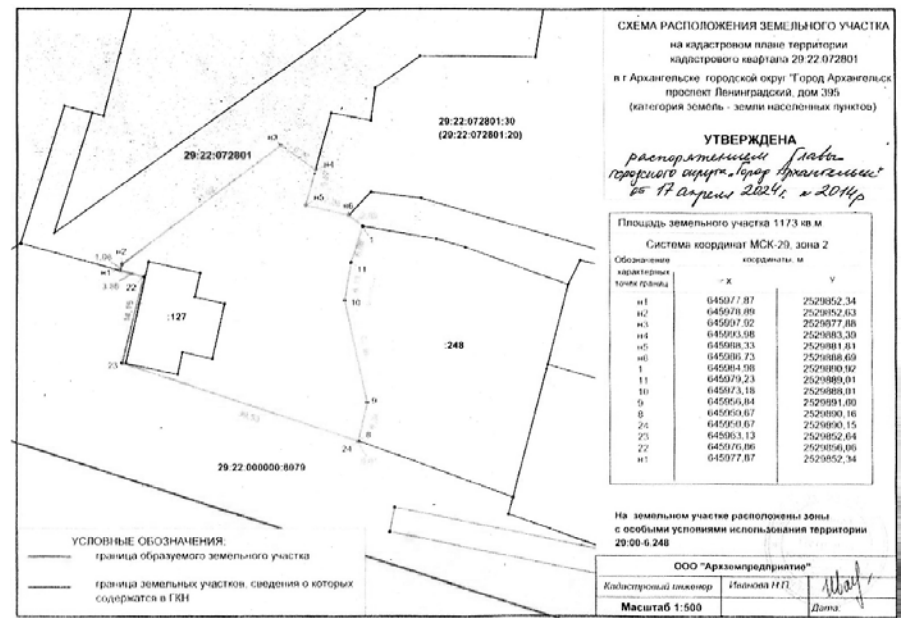 СХЕМА РАСПОЛОЖЕНИЯ ЗЕМЕЛЬНОГО УЧАСТКА
на кадастровом плане территории
кадастрового квартала 29:22:072801
в г Архангельске городской округ "Город Архангельск
проспект Ленинградский, дом 395
(категория земель - земли населенных пунктов)
УТВЕРЖДЕНА
распоряжением Главы
городского округа "Город Архангельск"
от 17 апреля 2024г. № 2014р
29:22:072801:30
(29:22:072801:20)
29:22:072801
н3
н4
н5
н6
1
н2
1,06
н1
3,86
22
11
10
:127
:248
23
9
8
24
29:22:000000:8079
Площадь земельного участка 1173 кв.м
Система координат МСК-29, зона 2
Обозначение характерных точек границ
координаты, м
X Y
н1 645977,87 2529852,34
н2 645978,89 2529852,63
н3 645997,92 2529877,88
н4 645993,98 2529883,39
н5 645988,33 2529881,81
н6 645986,73 2529888,69
1 645984,98 2529890,92
11 645979,23 2529889,01
10 645973,18 2529888,01
9 645956,84 2529891,60
8 645950,67 2529890,16
24 645950,67 2529890,15
23 645963,13 2529852,64
22 645976,86 2529856,06
н1 645977,87 2529852,34
На земельном участке расположены зоны
с особыми условиями использования территории
29:00-6.248
УСЛОВНЫЕ ОБОЗНАЧЕНИЯ:
граница образуемого земельного участка
граница земельных участков, сведения о которых
содержатся в ГКН
ООО "Архземпредприятие"
Кадастровый инженер Иванова Н.П.
Масштаб 1:500 Дата: